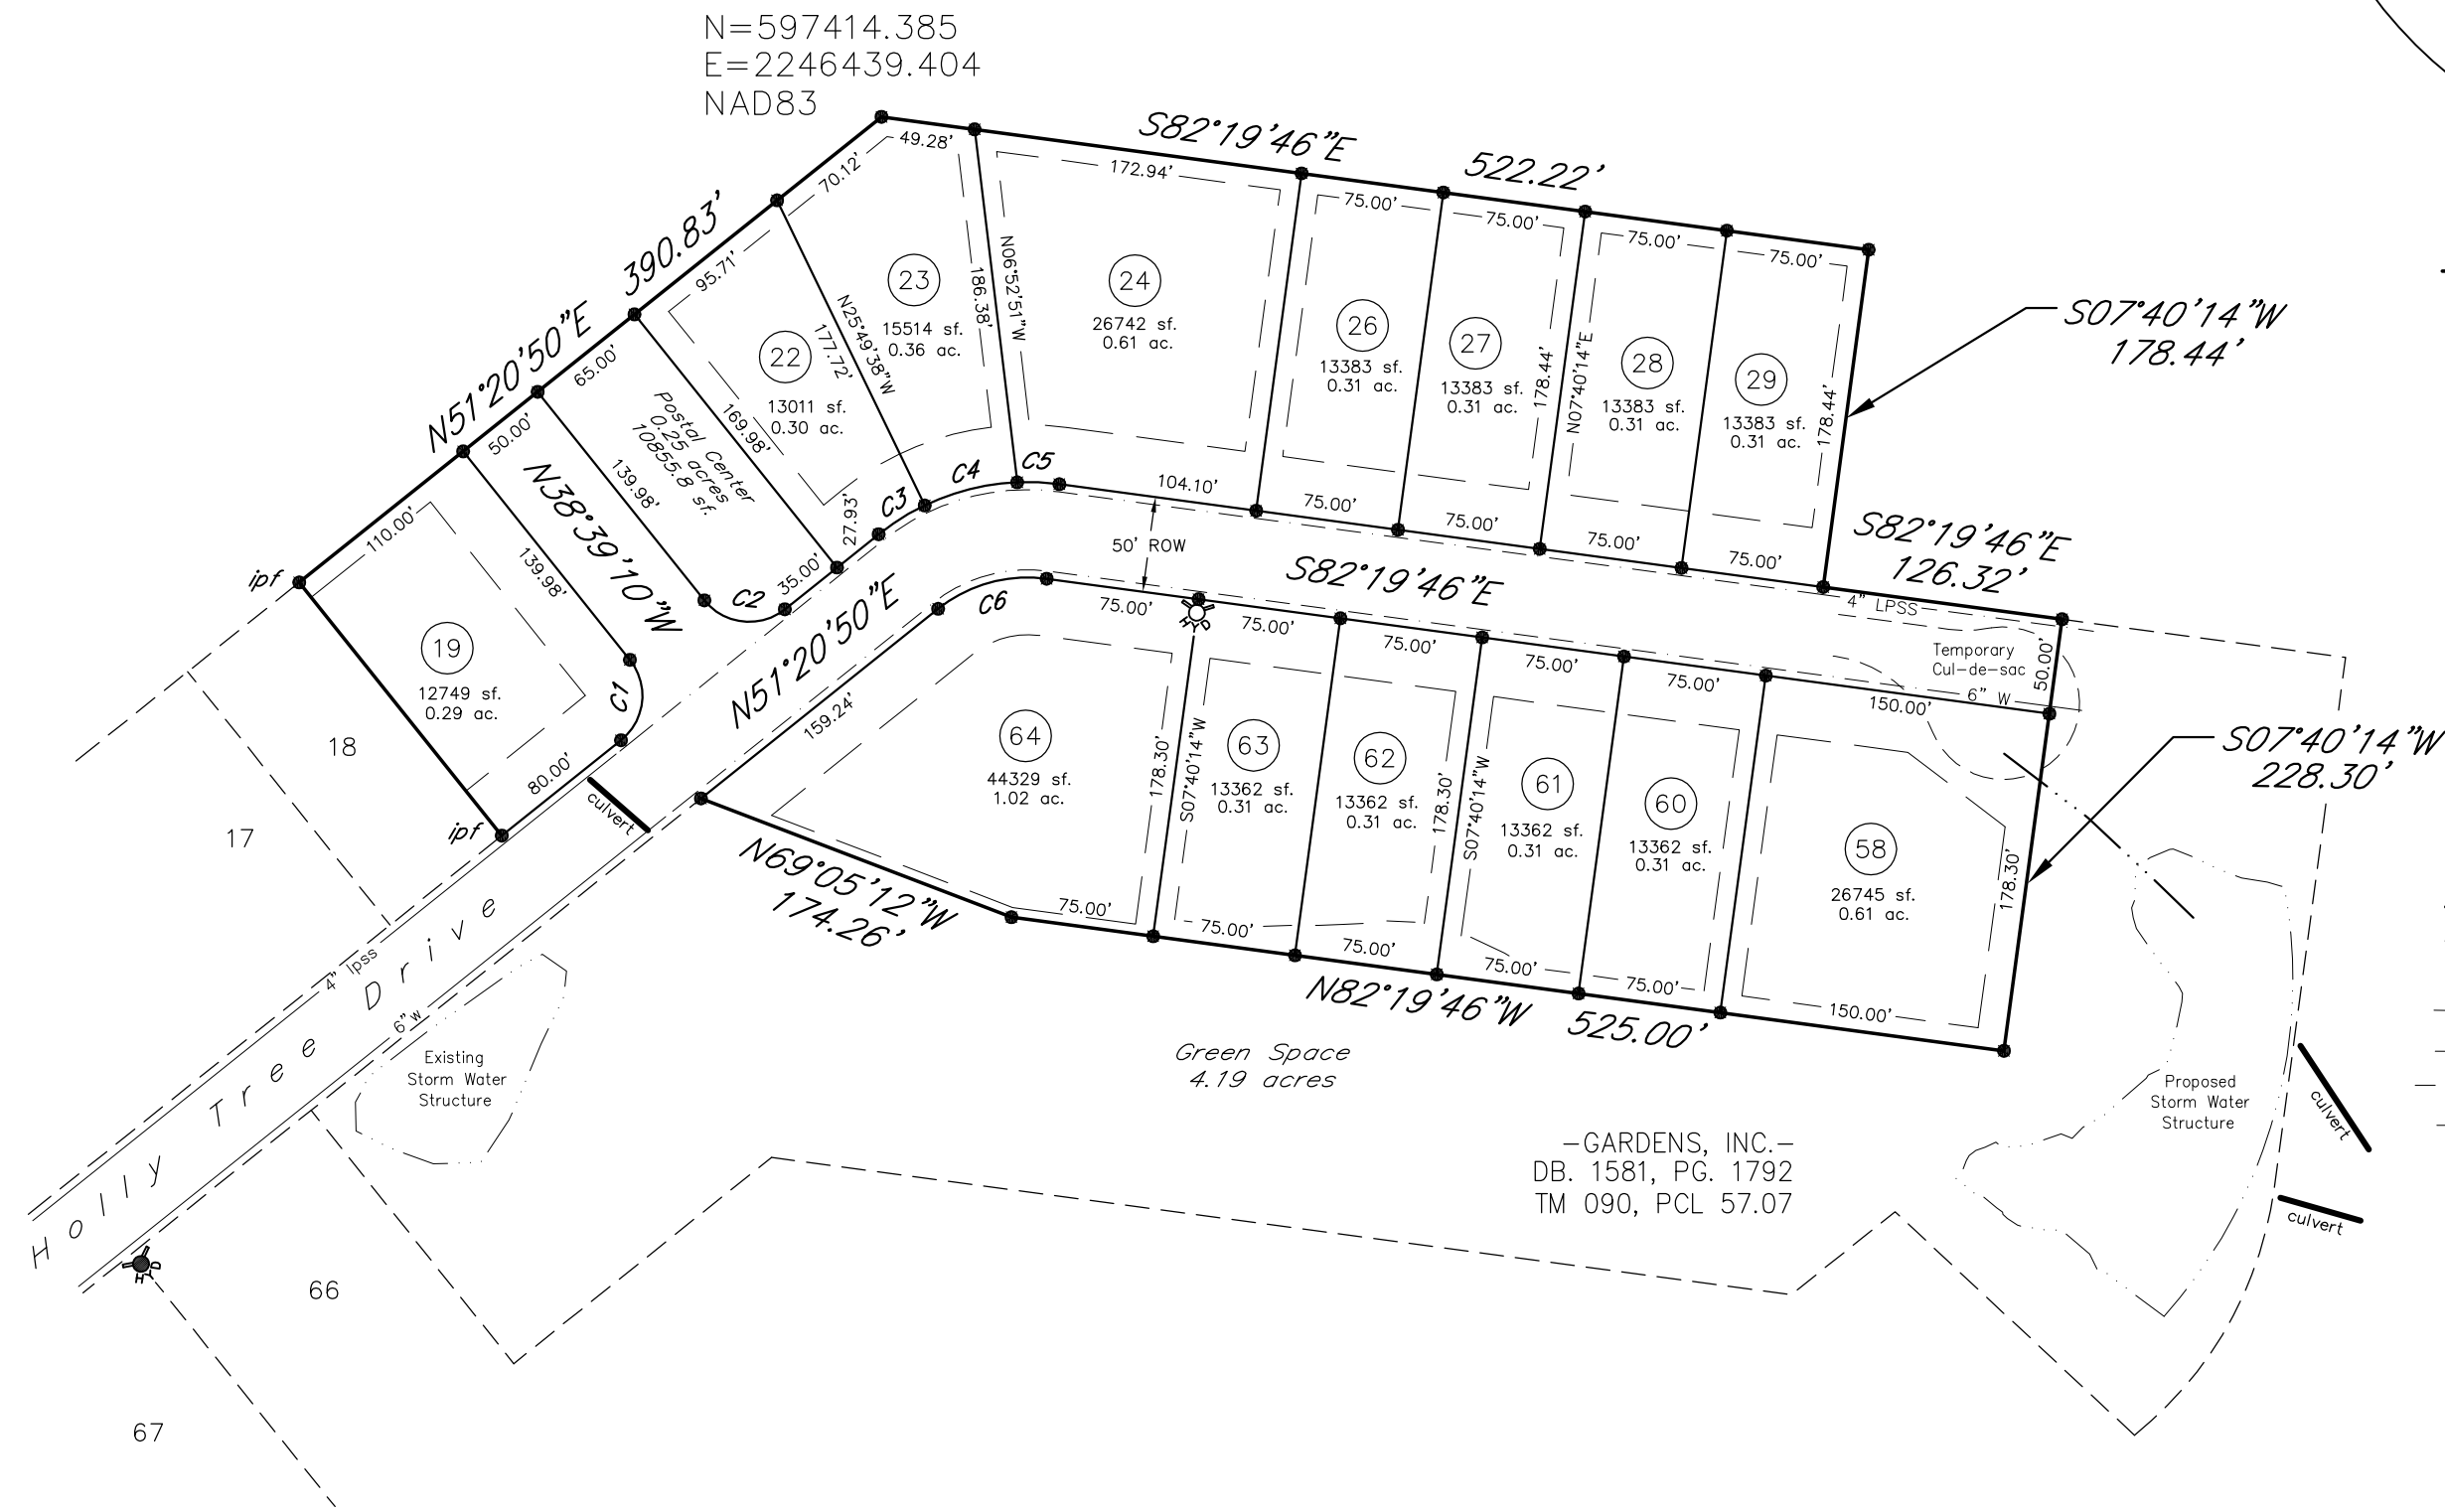 N=597414.385
E=2246439.404
NAD83
S82°19'46"E
522.22'
49.28'
172.94'
75.00'
75.00'
75.00'
75.00'
70.12'
390.83'
95.71'
N51°20'50"E
65.00'
50.00'
110.00'
ipf
S07°40'14"W
178.44'
23
15514 sf.
0.36 ac.
186.38'
N06°52'51"W
24
26742 sf.
0.61 ac.
26
13383 sf.
0.31 ac.
27
13383 sf.
0.31 ac.
178.44'
N07°40'14"E
28
13383 sf.
0.31 ac.
29
13383 sf.
0.31 ac.
178.44'
22
13011 sf.
0.30 ac.
N25°49'38"W
177.72'
Postal Center
0.25 acres
10855.8 sf.
169.98'
139.98'
N38°39'10"W
139.98'
27.93'
C3
C4
C5
104.10'
75.00'
75.00'
75.00'
75.00'
50' ROW
S82°19'46"E
126.32'
4" LPSS
Temporary
Cul-de-sac
50.00'
6" W
C2
35.00'
C1
N51°20'50"E
159.24'
C6
S82°19'46"E
75.00'
75.00'
75.00'
75.00'
75.00'
150.00'
HYD
19
12749 sf.
0.29 ac.
80.00'
culvert
ipf
18
17
64
44329 sf.
1.02 ac.
178.30'
S07°40'14"W
63
13362 sf.
0.31 ac.
62
13362 sf.
0.31 ac.
178.30'
S07°40'14"W
61
13362 sf.
0.31 ac.
60
13362 sf.
0.31 ac.
58
26745 sf.
0.61 ac.
178.30'
S07°40'14"W
228.30'
N69°05'12"W
174.26'
75.00'
75.00'
75.00'
75.00'
75.00'
150.00'
N82°19'46"W
525.00'
Green Space
4.19 acres
Holly Tree Drive
4" lpss
6"w
Existing
Storm Water
Structure
Proposed
Storm Water
Structure
culvert
culvert
-GARDENS, INC.-
DB. 1581, PG. 1792
TM 090, PCL 57.07
HYD
66
67